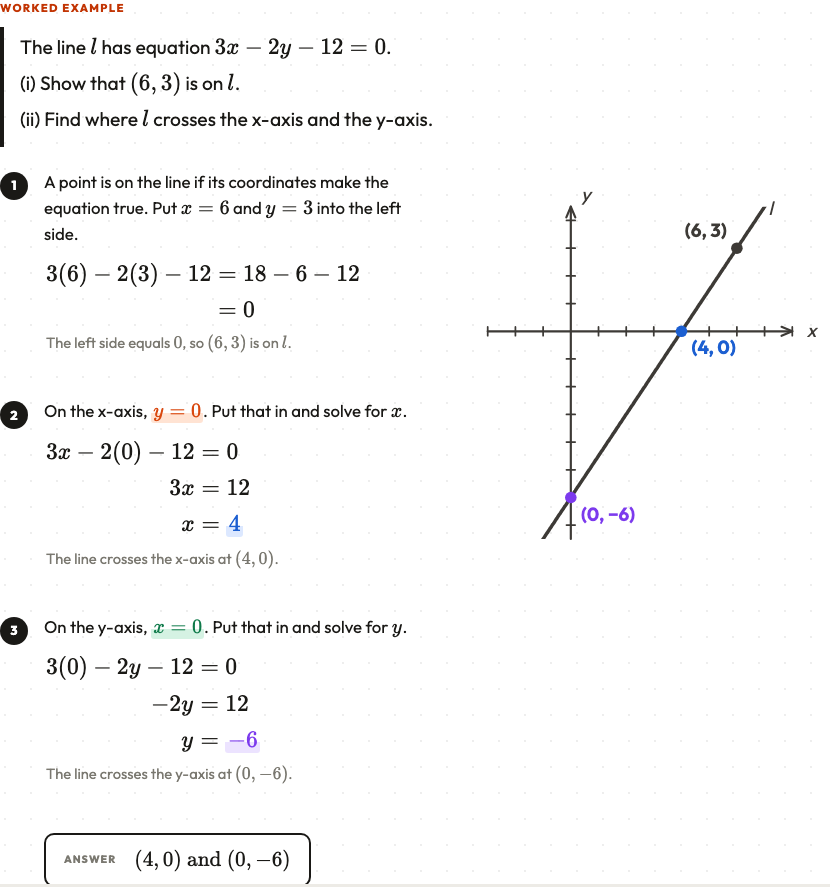 WORKED EXAMPLE
The line l has equation 3x − 2y − 12 = 0.
(i) Show that (6, 3) is on l.
(ii) Find where l crosses the x-axis and the y-axis.
1
A point is on the line if its coordinates make the
equation true. Put x = 6 and y = 3 into the left
side.
3(6) − 2(3) − 12 = 18 − 6 − 12
= 0
The left side equals 0, so (6, 3) is on l.
2
On the x-axis, y = 0. Put that in and solve for x.
3x − 2(0) − 12 = 0
3x = 12
x = 4
The line crosses the x-axis at (4, 0).
3
On the y-axis, x = 0. Put that in and solve for y.
3(0) − 2y − 12 = 0
−2y = 12
y = −6
The line crosses the y-axis at (0, −6).
ANSWER (4, 0) and (0, −6)
y
l
(6, 3)
x
(4, 0)
(0, −6)